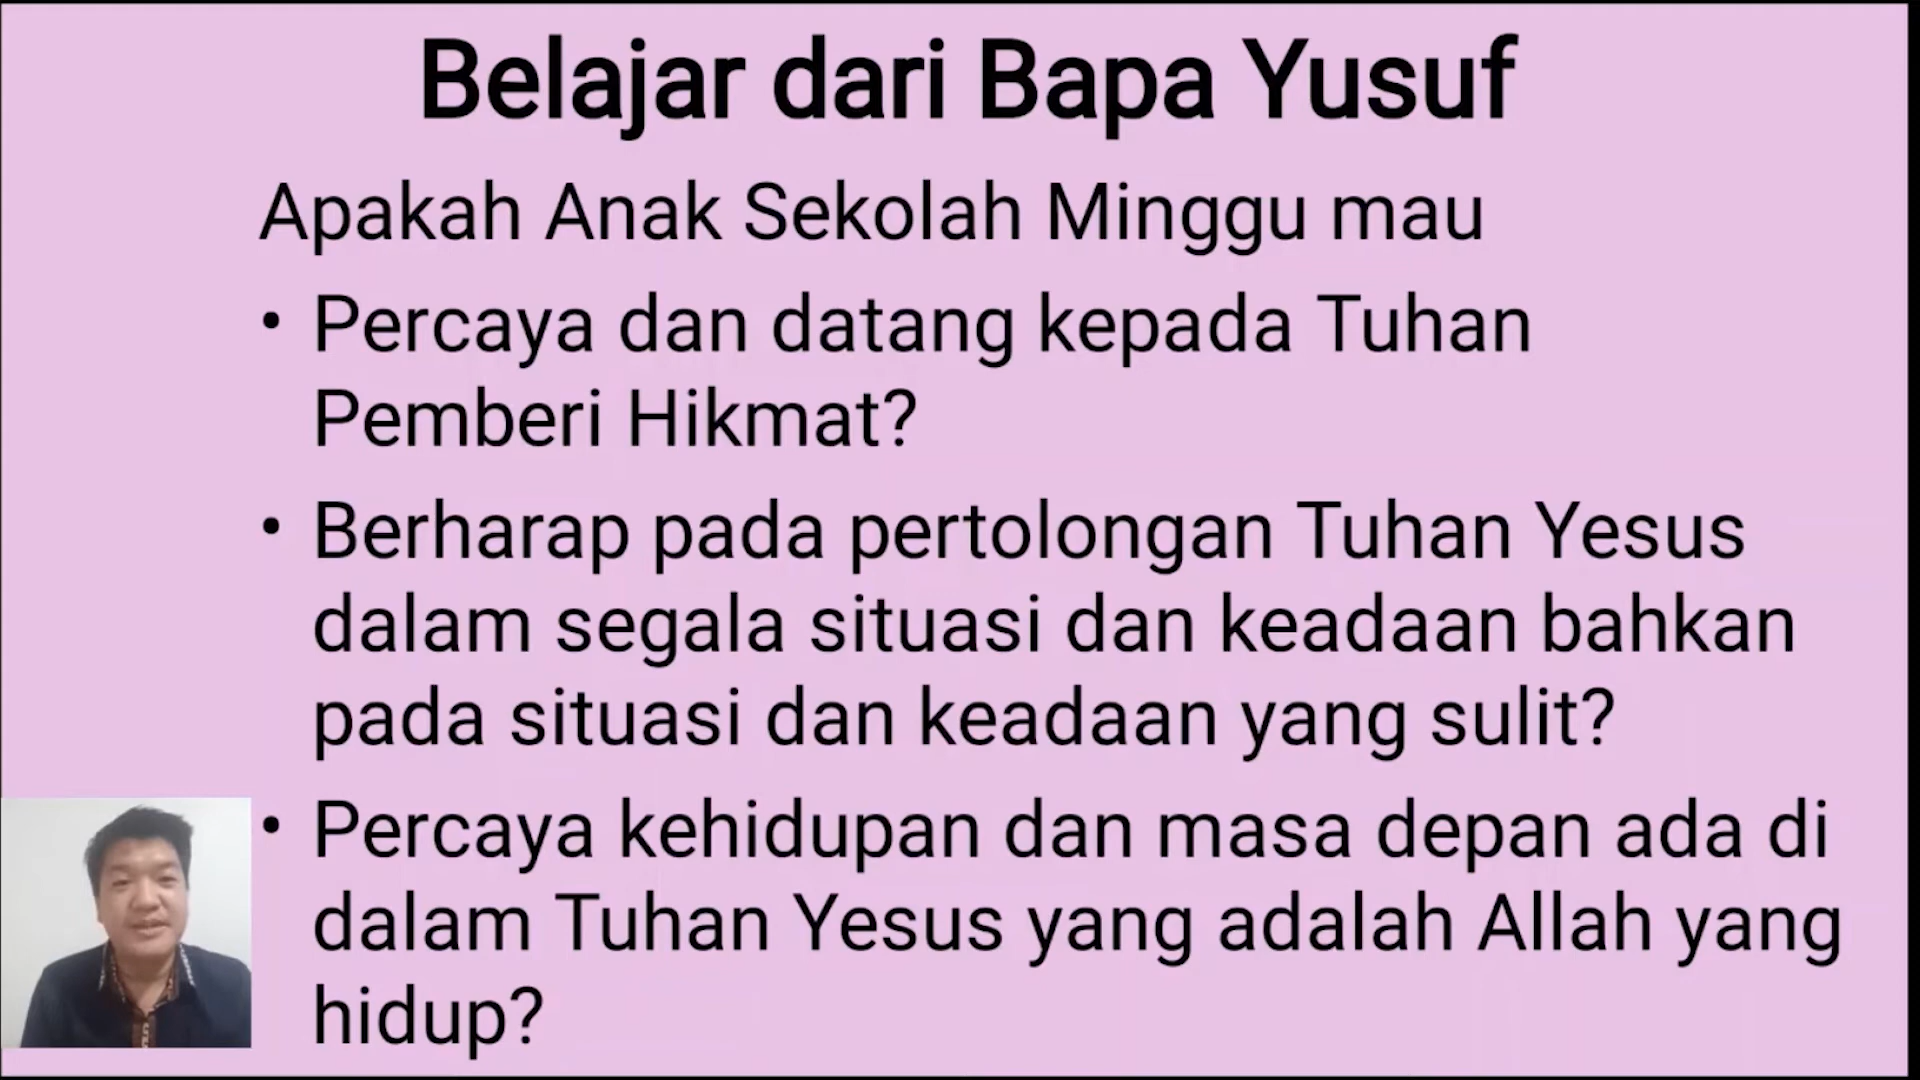 Belajar dari Bapa Yusuf
Apakah Anak Sekolah Minggu mau
• Percaya dan datang kepada Tuhan
Pemberi Hikmat?
• Berharap pada pertolongan Tuhan Yesus
dalam segala situasi dan keadaan bahkan
pada situasi dan keadaan yang sulit?
• Percaya kehidupan dan masa depan ada di
dalam Tuhan Yesus yang adalah Allah yang
hidup?